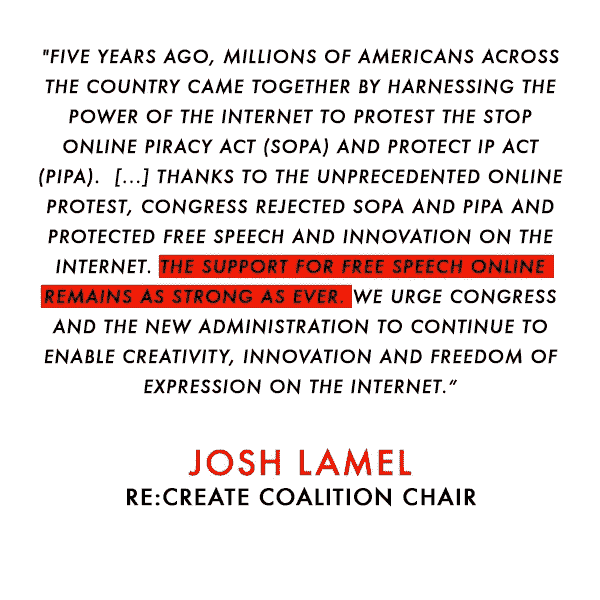 "FIVE YEARS AGO, MILLIONS OF AMERICANS ACROSS
THE COUNTRY CAME TOGETHER BY HARNESSING THE
POWER OF THE INTERNET TO PROTEST THE STOP
ONLINE PIRACY ACT (SOPA) AND PROTECT IP ACT
(PIPA). [...] THANKS TO THE UNPRECEDENTED ONLINE
PROTEST, CONGRESS REJECTED SOPA AND PIPA AND
PROTECTED FREE SPEECH AND INNOVATION ON THE
INTERNET. THE SUPPORT FOR FREE SPEECH ONLINE
REMAINS AS STRONG AS EVER. WE URGE CONGRESS
AND THE NEW ADMINISTRATION TO CONTINUE TO
ENABLE CREATIVITY, INNOVATION AND FREEDOM OF
EXPRESSION ON THE INTERNET."
JOSH LAMEL
RE:CREATE COALITION CHAIR